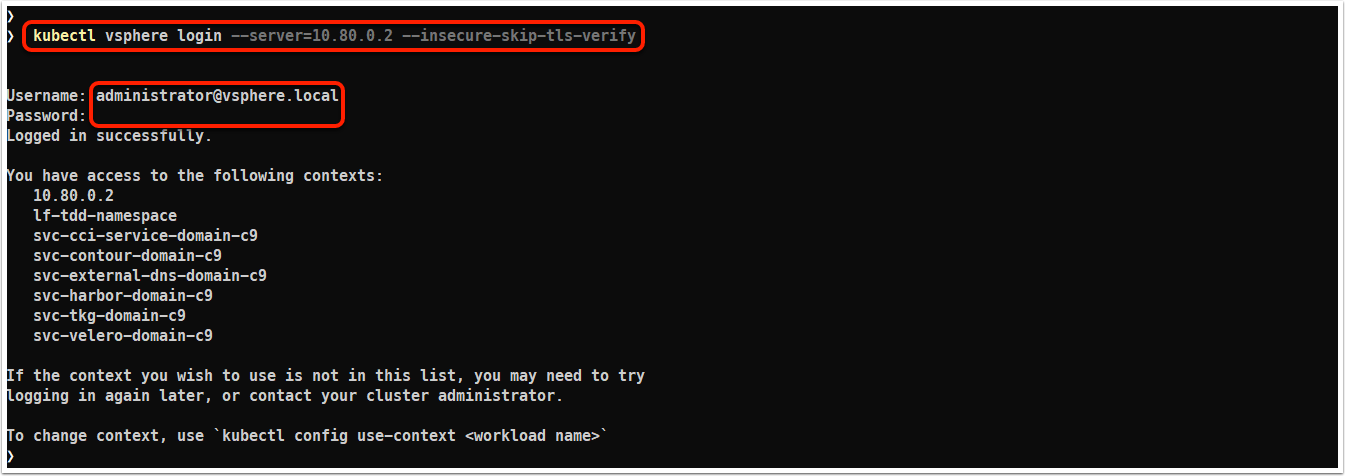 ❯
❯ kubectl vsphere login --server=10.80.0.2 --insecure-skip-tls-verify
Username: administrator@vsphere.local
Password:
Logged in successfully.
You have access to the following contexts:
10.80.0.2
lf-tdd-namespace
svc-cci-service-domain-c9
svc-contour-domain-c9
svc-external-dns-domain-c9
svc-harbor-domain-c9
svc-tkg-domain-c9
svc-velero-domain-c9
If the context you wish to use is not in this list, you may need to try
logging in again later, or contact your cluster administrator.
To change context, use `kubectl config use-context <workload name>`
❯